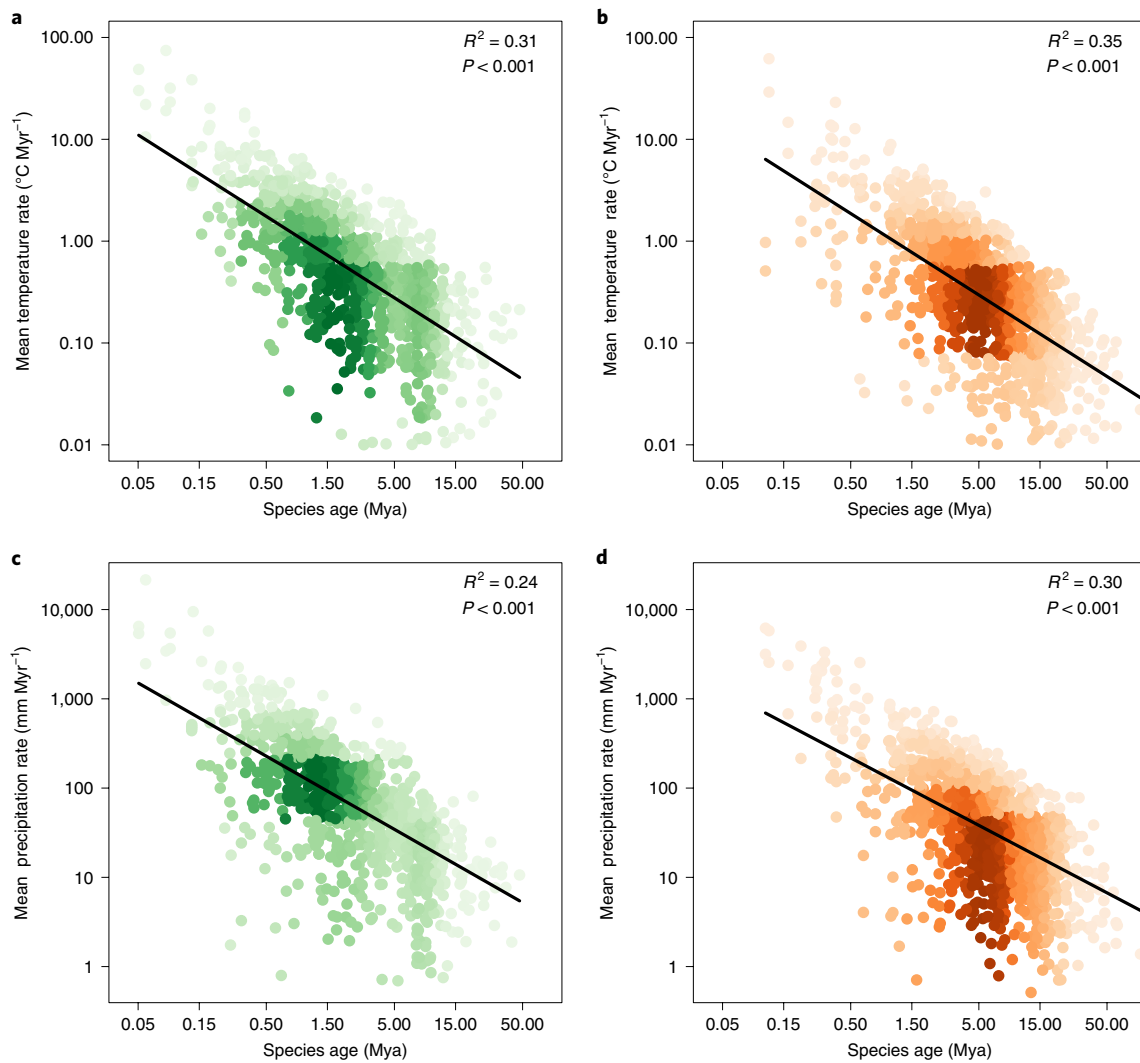 a
R² = 0.31
P < 0.001
Mean temperature rate (°C Myr⁻¹)
100.00
10.00
1.00
0.10
0.01
0.05 0.15 0.50 1.50 5.00 15.00 50.00
Species age (Mya)
b
R² = 0.35
P < 0.001
Mean temperature rate (°C Myr⁻¹)
100.00
10.00
1.00
0.10
0.01
0.05 0.15 0.50 1.50 5.00 15.00 50.00
Species age (Mya)
c
R² = 0.24
P < 0.001
Mean precipitation rate (mm Myr⁻¹)
10,000
1,000
100
10
1
0.05 0.15 0.50 1.50 5.00 15.00 50.00
Species age (Mya)
d
R² = 0.30
P < 0.001
Mean precipitation rate (mm Myr⁻¹)
10,000
1,000
100
10
1
0.05 0.15 0.50 1.50 5.00 15.00 50.00
Species age (Mya)